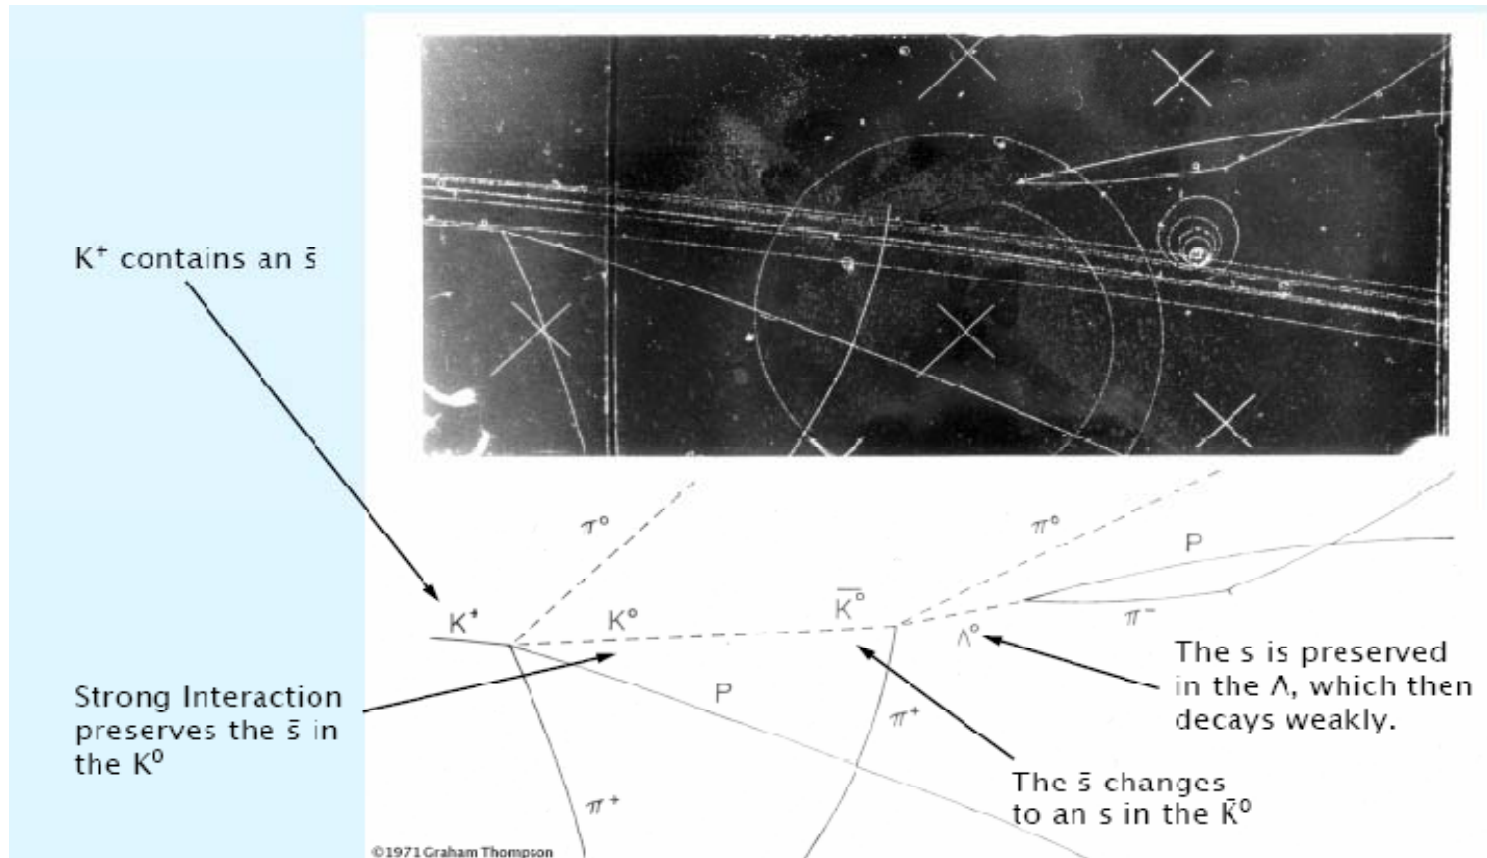 K⁺ contains an s̄
π⁰
π⁰
P
K⁺
K⁰
K̅⁰
Λ⁰
π⁻
Strong Interaction
preserves the s̄ in
the K⁰
P
π⁺
The s is preserved
in the Λ, which then
decays weakly.
π⁺
The s̄ changes
to an s in the K̄⁰
©1971 Graham Thompson